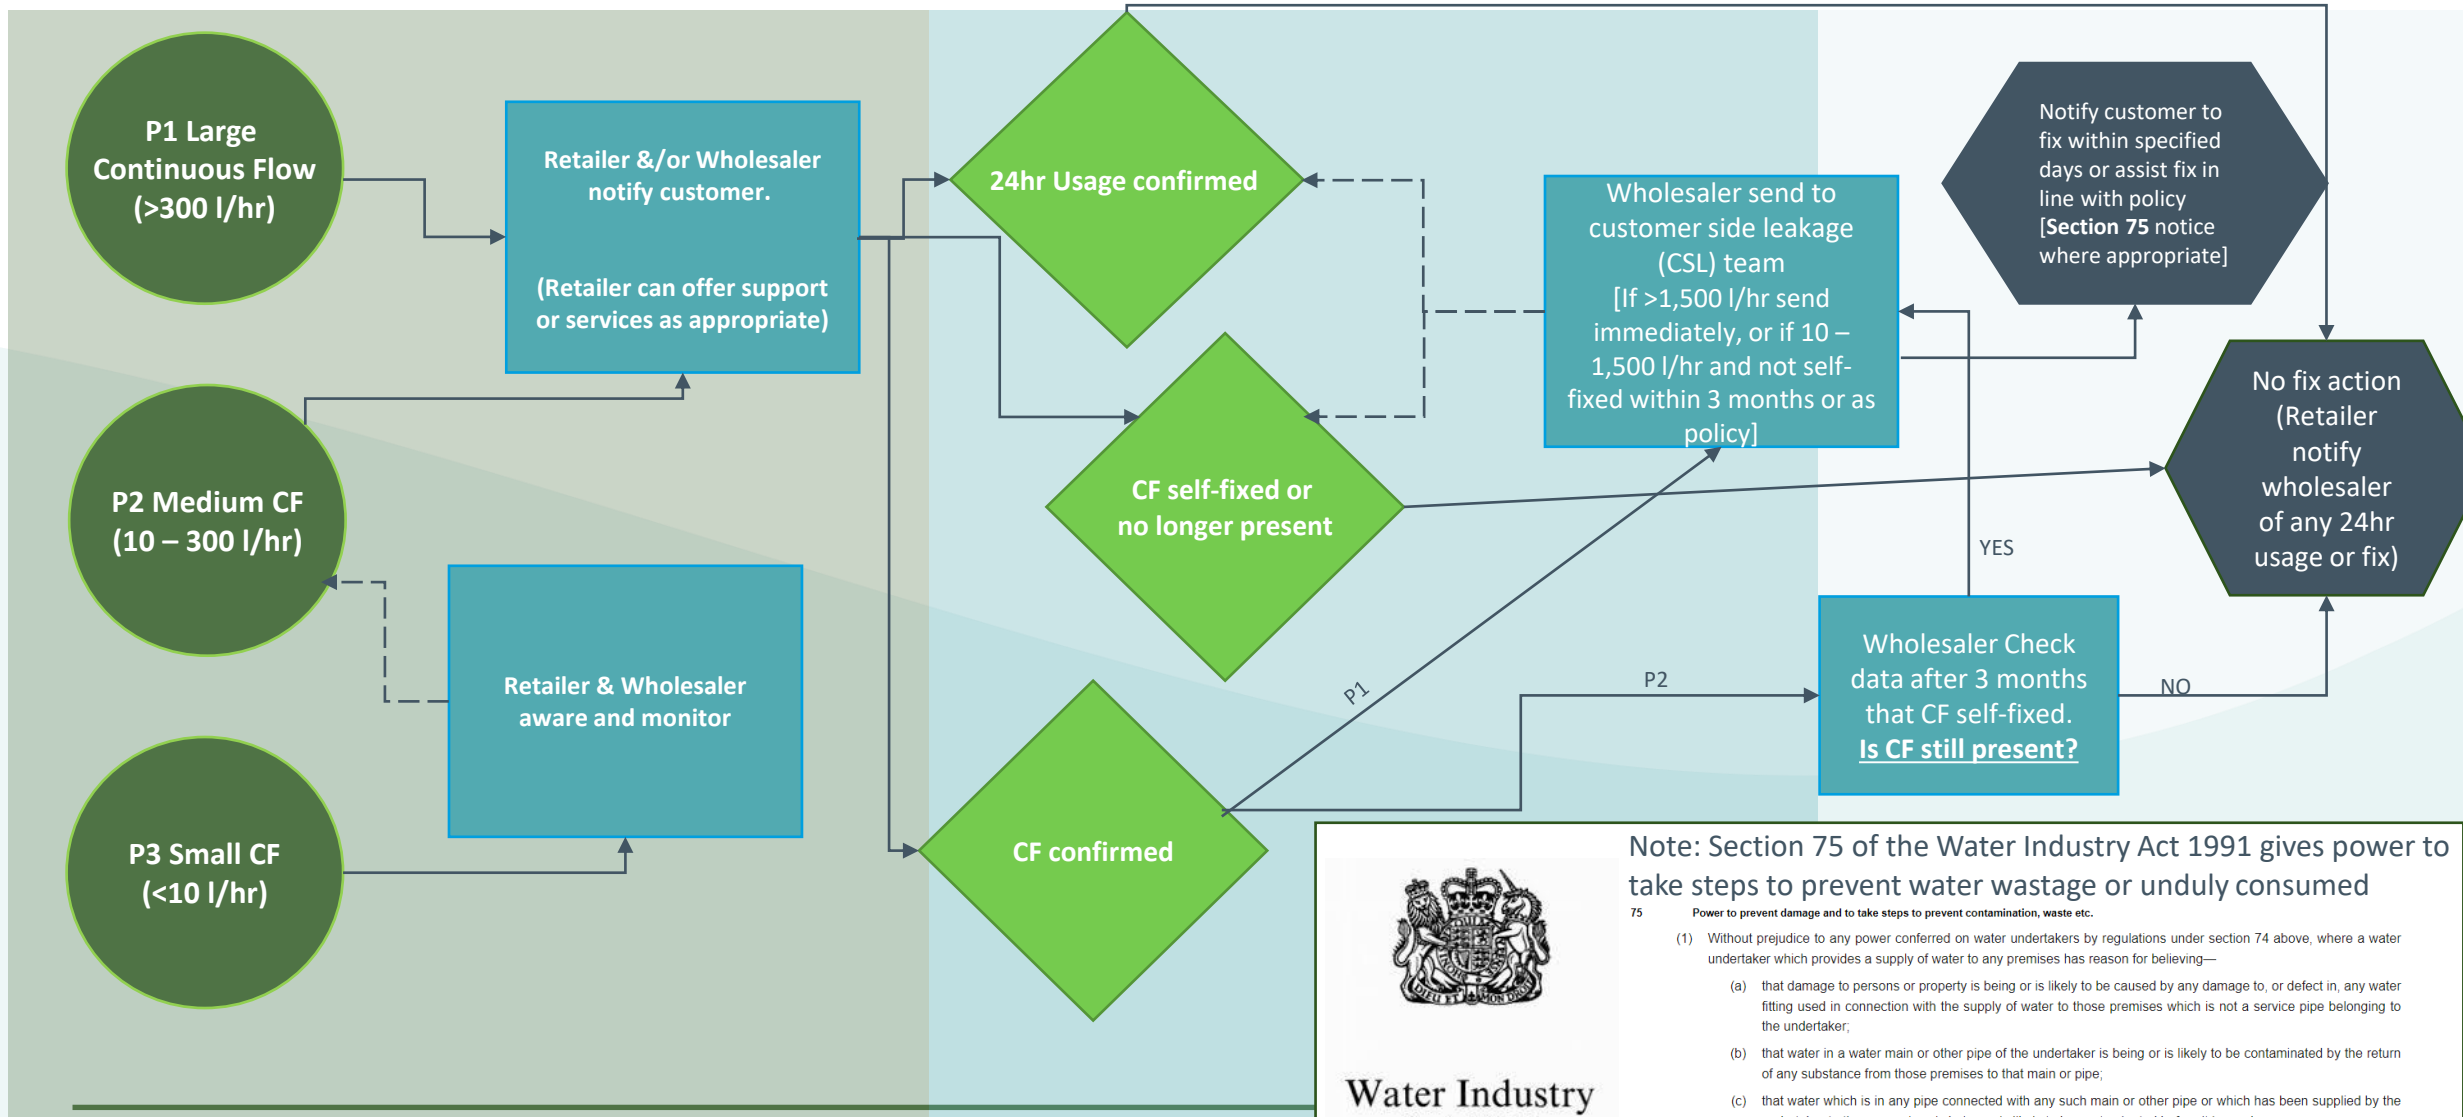 P1 Large
Continuous Flow
(>300 l/hr)
Retailer &/or Wholesaler
notify customer.
(Retailer can offer support
or services as appropriate)
P2 Medium CF
(10 – 300 l/hr)
Retailer & Wholesaler
aware and monitor
P3 Small CF
(<10 l/hr)
24hr Usage confirmed
CF self-fixed or
no longer present
CF confirmed
Wholesaler send to
customer side leakage
(CSL) team
[If >1,500 l/hr send
immediately, or if 10 –
1,500 l/hr and not self-
fixed within 3 months or as
policy]
Notify customer to
fix within specified
days or assist fix in
line with policy
[Section 75 notice
where appropriate]
No fix action
(Retailer
notify
wholesaler
of any 24hr
usage or fix)
YES
P1
P2
NO
Wholesaler Check
data after 3 months
that CF self-fixed.
Is CF still present?
Note: Section 75 of the Water Industry Act 1991 gives power to
take steps to prevent water wastage or unduly consumed
75 Power to prevent damage and to take steps to prevent contamination, waste etc.
(1) Without prejudice to any power conferred on water undertakers by regulations under section 74 above, where a water
undertaker which provides a supply of water to any premises has reason for believing—
(a) that damage to persons or property is being or is likely to be caused by any damage to, or defect in, any water
fitting used in connection with the supply of water to those premises which is not a service pipe belonging to
the undertaker;
(b) that water in a water main or other pipe of the undertaker is being or is likely to be contaminated by the return
of any substance from those premises to that main or pipe;
(c) that water which is in any pipe connected with any such main or other pipe or which has been supplied by the
DIEU ET MON DROIT
Water Industry